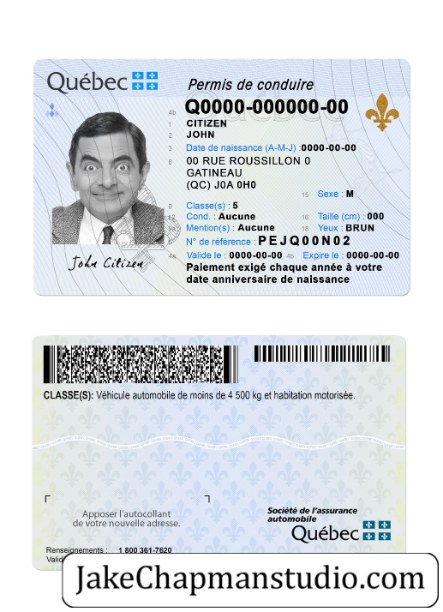 Québec
Permis de conduire
4d Q0000-000000-00
1 CITIZEN
2 JOHN
3 Date de naissance (A-M-J) :0000-00-00
8 00 RUE ROUSSILLON 0
GATINEAU
(QC) J0A 0H0
15 Sexe : M
9 Classe(s) : 5
Cond. : Aucune 16 Taille (cm) : 000
9a Mention(s) : Aucune 18 Yeux : BRUN
N° de référence : PEJQ00N02
4a Valide le : 0000-00-00 4b Expire le : 0000-00-00
Paiement exigé chaque année à votre
date anniversaire de naissance
John Citizen
CLASSE(S): Véhicule automobile de moins de 4 500 kg et habitation motorisée.
Apposer l'autocollant
de votre nouvelle adresse.
Société de l'assurance
automobile
Québec
Renseignements : 1 800 361-7620
JakeChapmanstudio.com